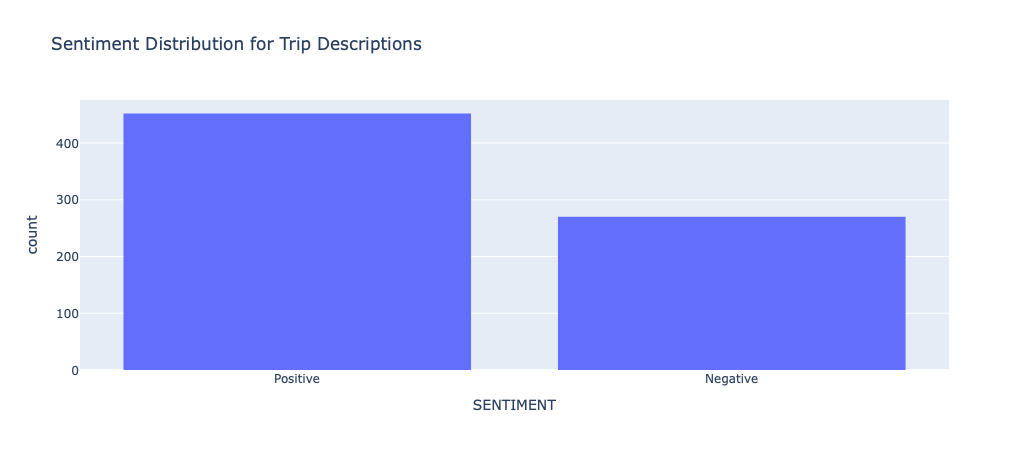 Sentiment Distribution for Trip Descriptions
400
300
200
100
0
count
Positive
Negative
SENTIMENT